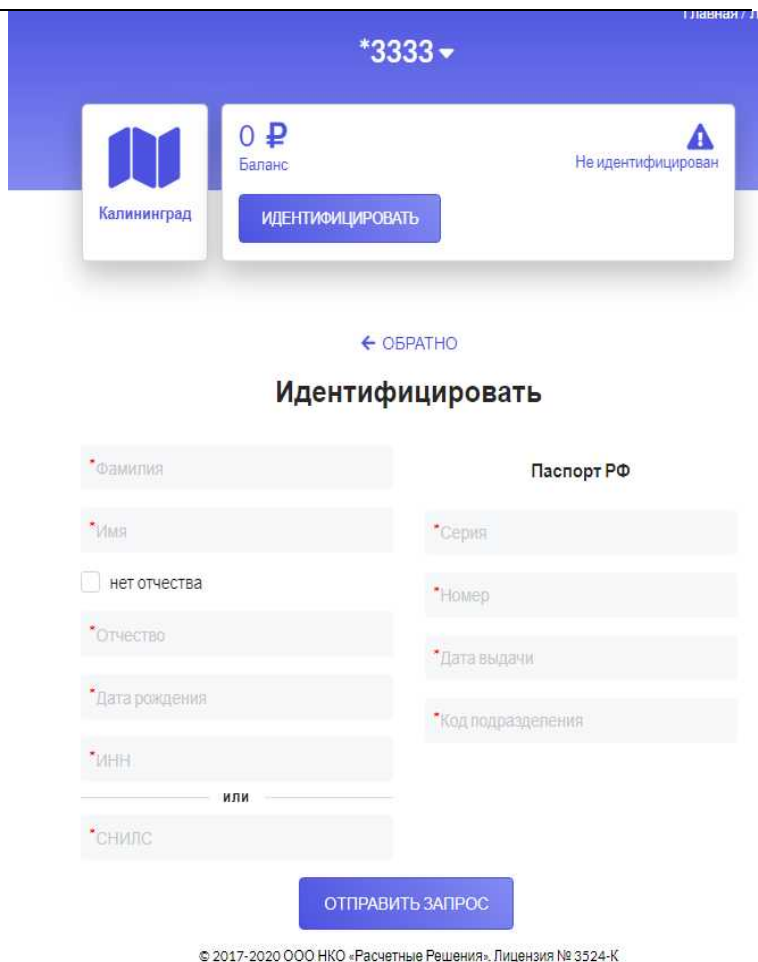 *3333
0 ₽
Баланс
Не идентифицирован
Калининград
ИДЕНТИФИЦИРОВАТЬ
← ОБРАТНО
Идентифицировать
*Фамилия
*Имя
нет отчества
*Отчество
*Дата рождения
*ИНН
или
*СНИЛС
Паспорт РФ
*Серия
*Номер
*Дата выдачи
*Код подразделения
ОТПРАВИТЬ ЗАПРОС
© 2017-2020 ООО НКО «Расчетные Решения». Лицензия № 3524-К